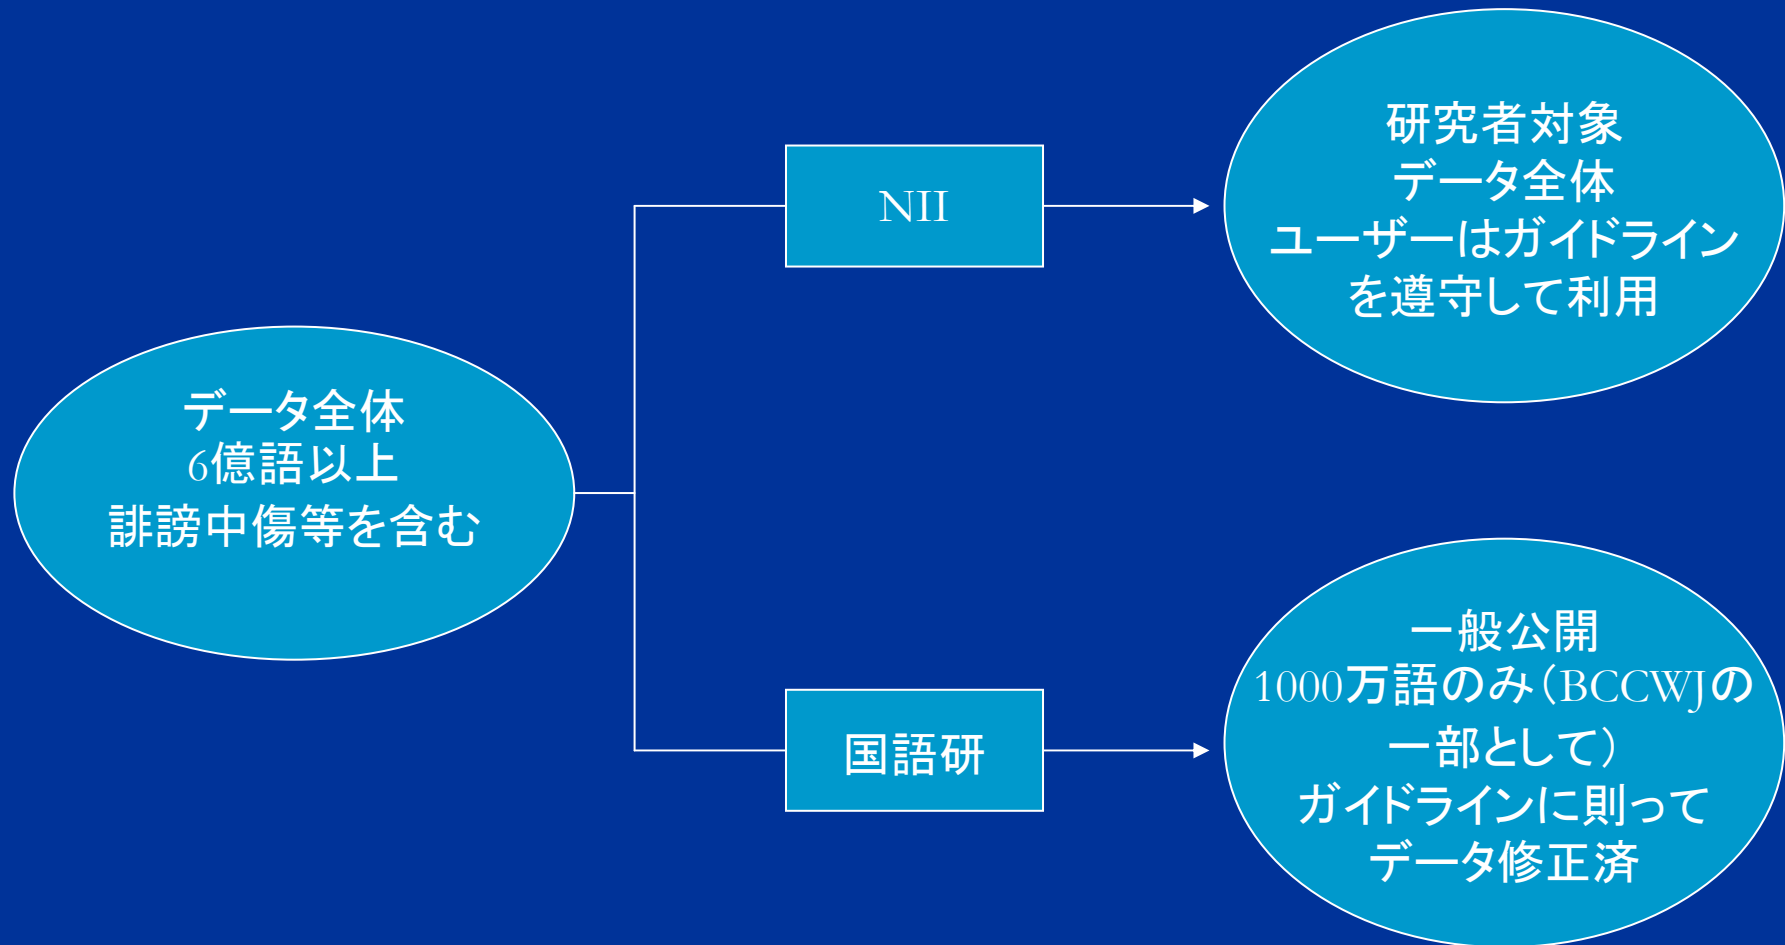 データ全体
6億語以上
誹謗中傷等を含む
NII
研究者対象
データ全体
ユーザーはガイドライン
を遵守して利用
国語研
一般公開
1000万語のみ（BCCWJの
一部として）
ガイドラインに則って
データ修正済